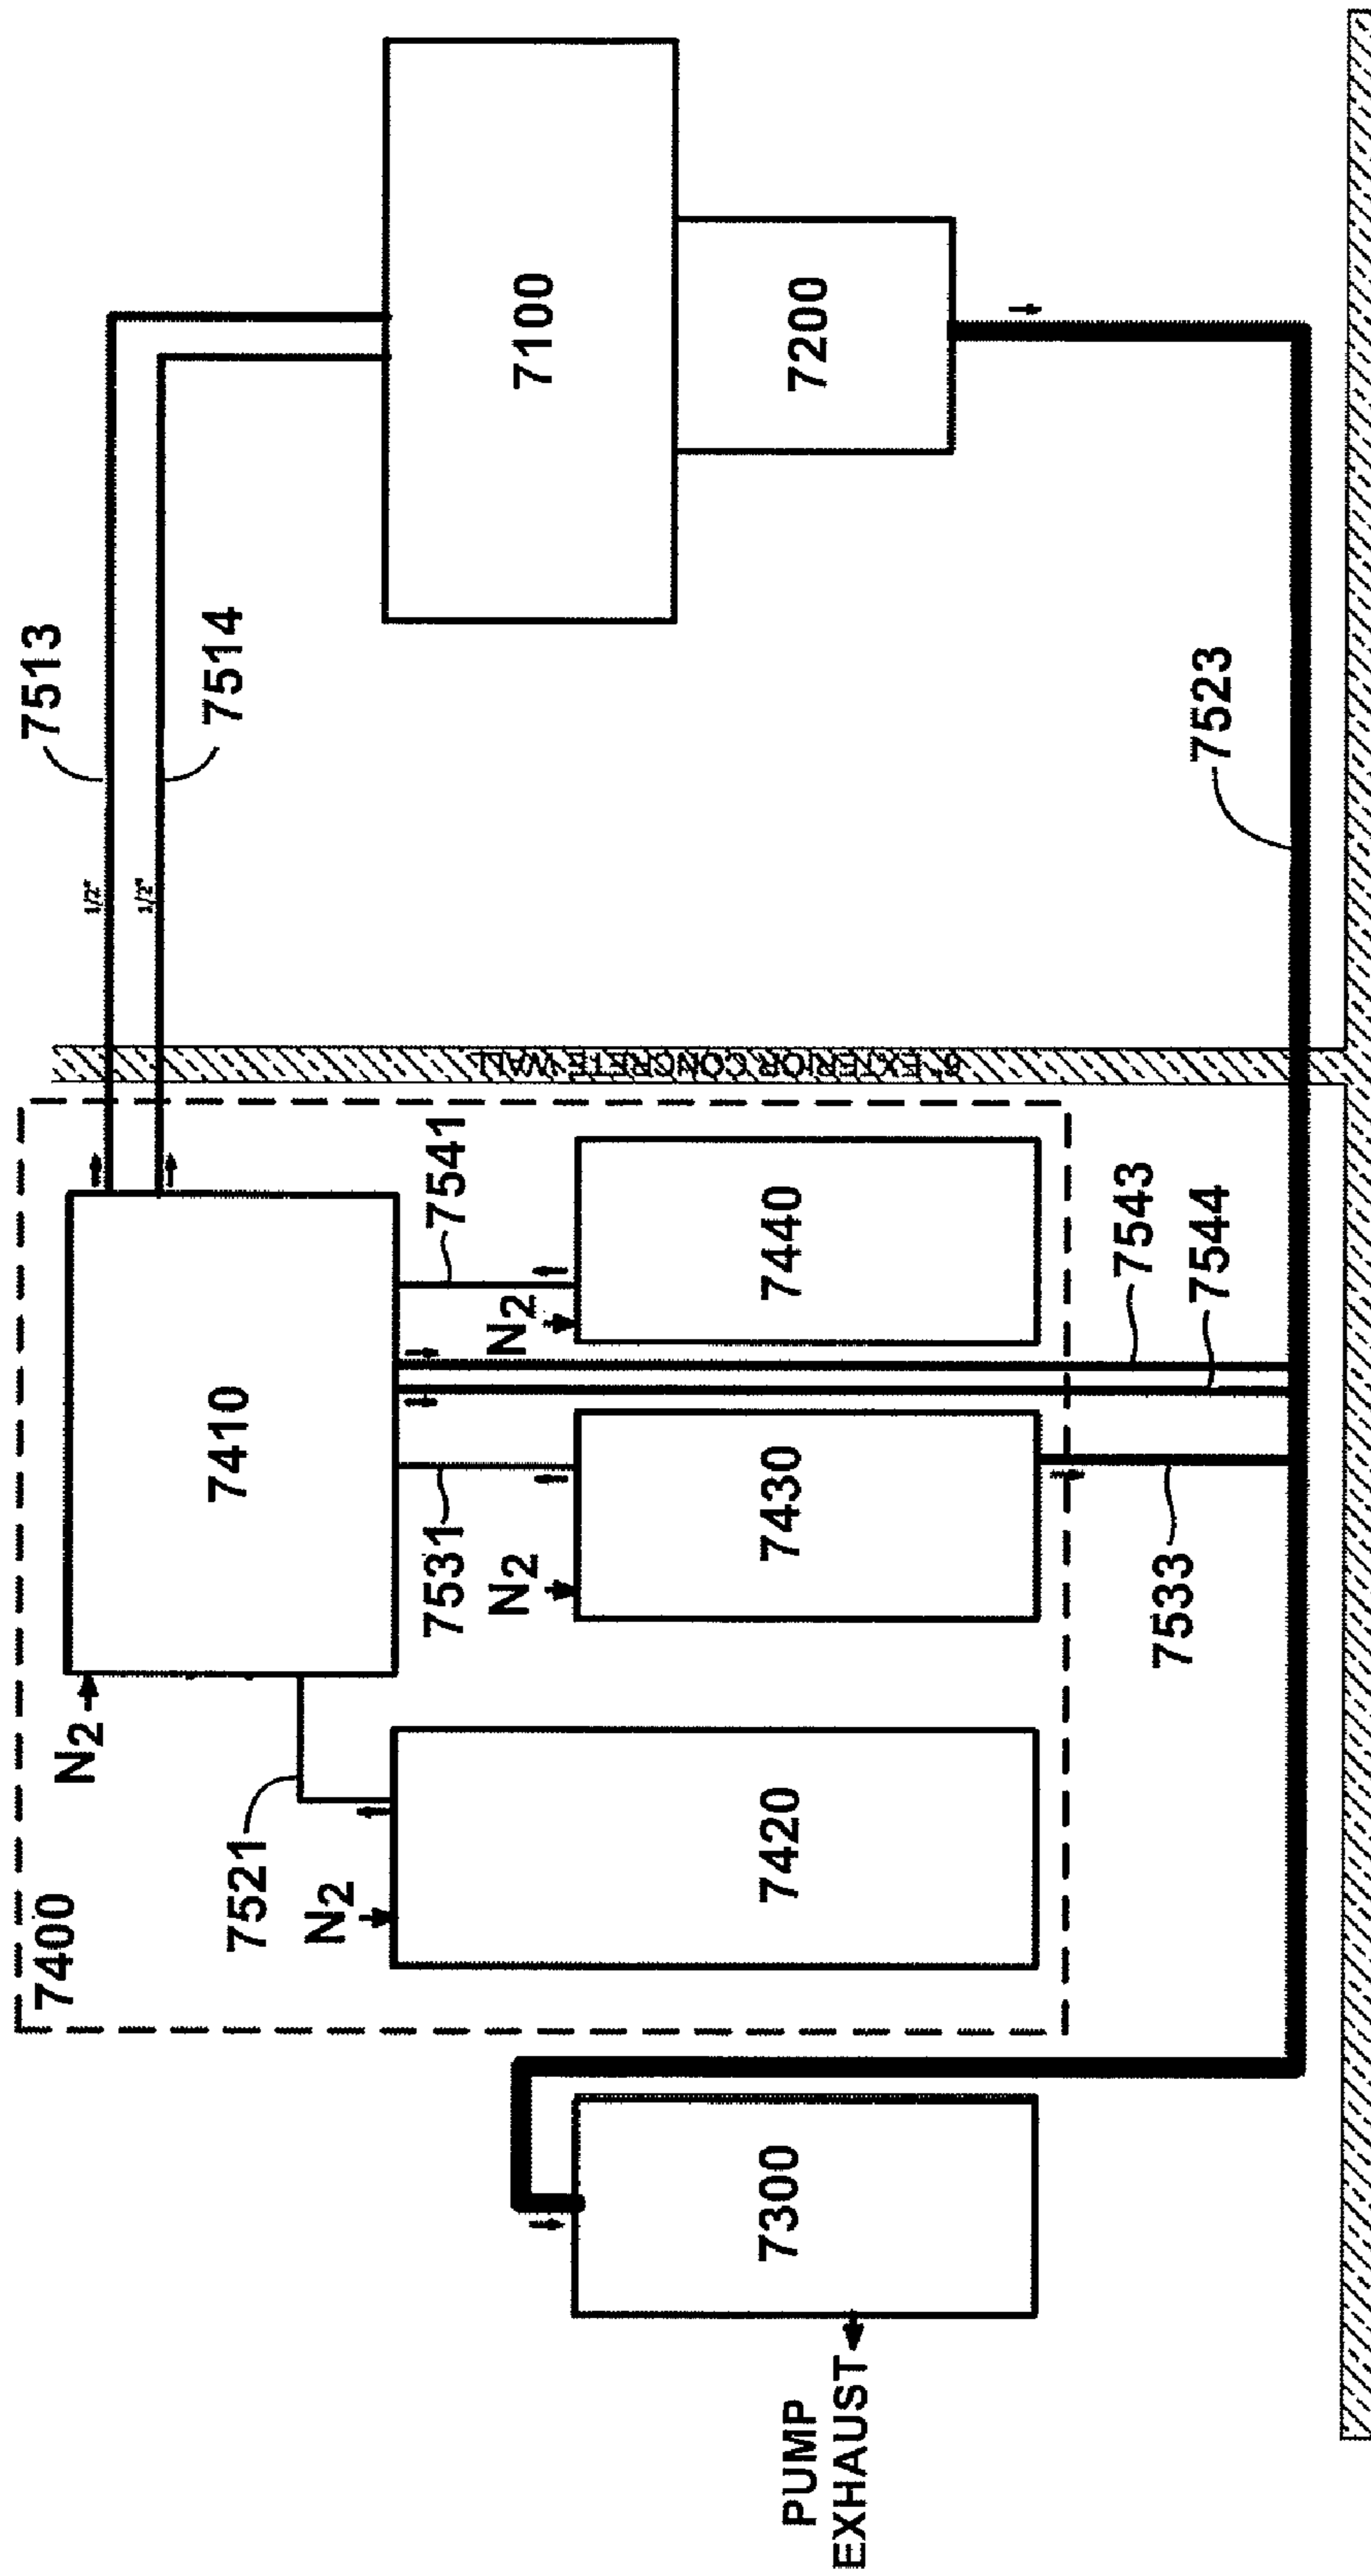 7513
7514
1/2"
1/2"
7100
7200
7523
6" EXTERIOR CONCRETE WALL
7400
N2
7410
7541
7440
N2
7543
7544
7531
7430
N2
7533
7521
7420
N2
7300
PUMP
EXHAUST